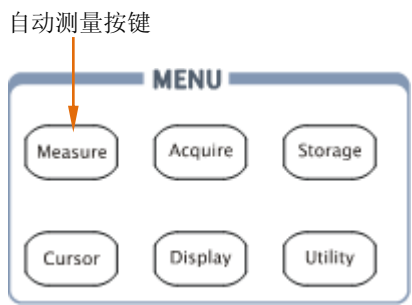 自动测量按键
MENU
Measure Acquire Storage
Cursor Display Utility